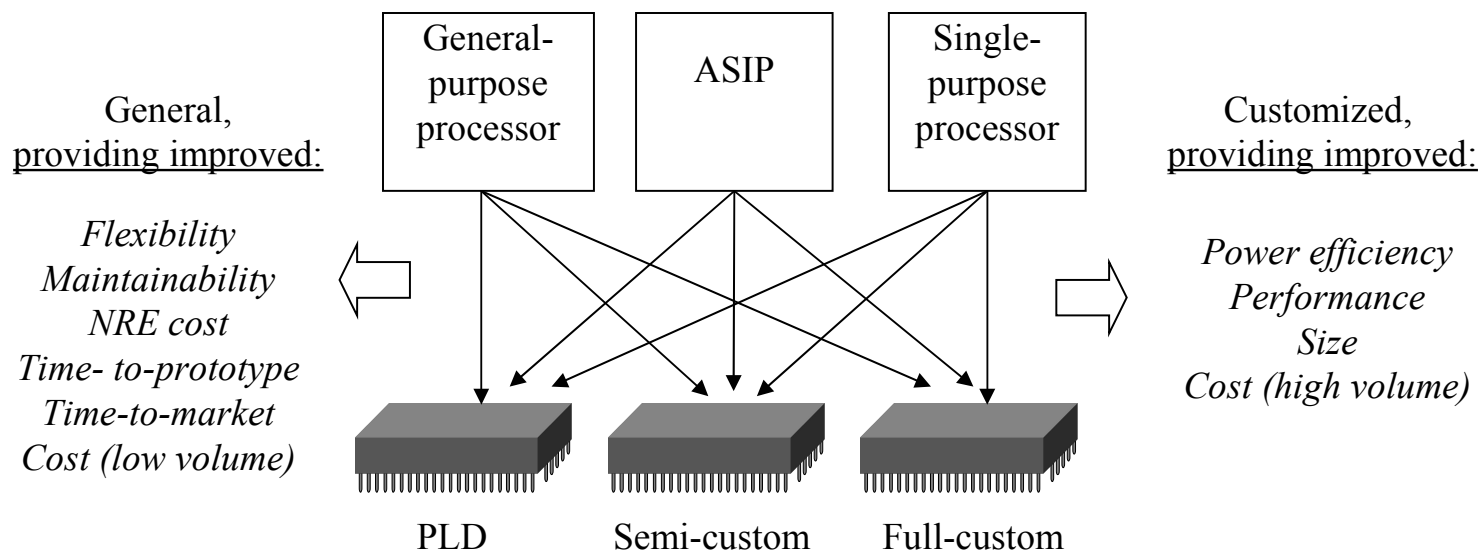 General-
purpose
processor
ASIP
Single-
purpose
processor
General,
providing improved:
Flexibility
Maintainability
NRE cost
Time- to-prototype
Time-to-market
Cost (low volume)
Customized,
providing improved:
Power efficiency
Performance
Size
Cost (high volume)
PLD
Semi-custom
Full-custom